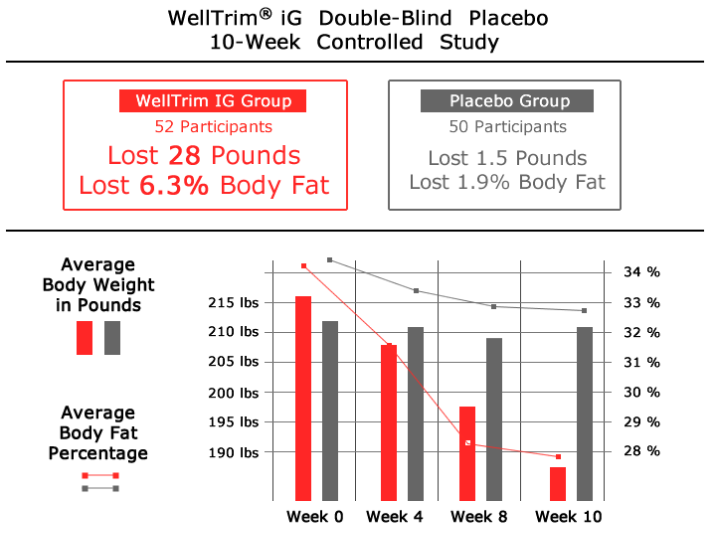 WellTrim® iG Double-Blind Placebo
10-Week Controlled Study
WellTrim IG Group
52 Participants
Lost 28 Pounds
Lost 6.3% Body Fat
Placebo Group
50 Participants
Lost 1.5 Pounds
Lost 1.9% Body Fat
Average
Body Weight
in Pounds
Average
Body Fat
Percentage
215 lbs
210 lbs
205 lbs
200 lbs
195 lbs
190 lbs
34 %
33 %
32 %
31 %
30 %
29 %
28 %
Week 0
Week 4
Week 8
Week 10